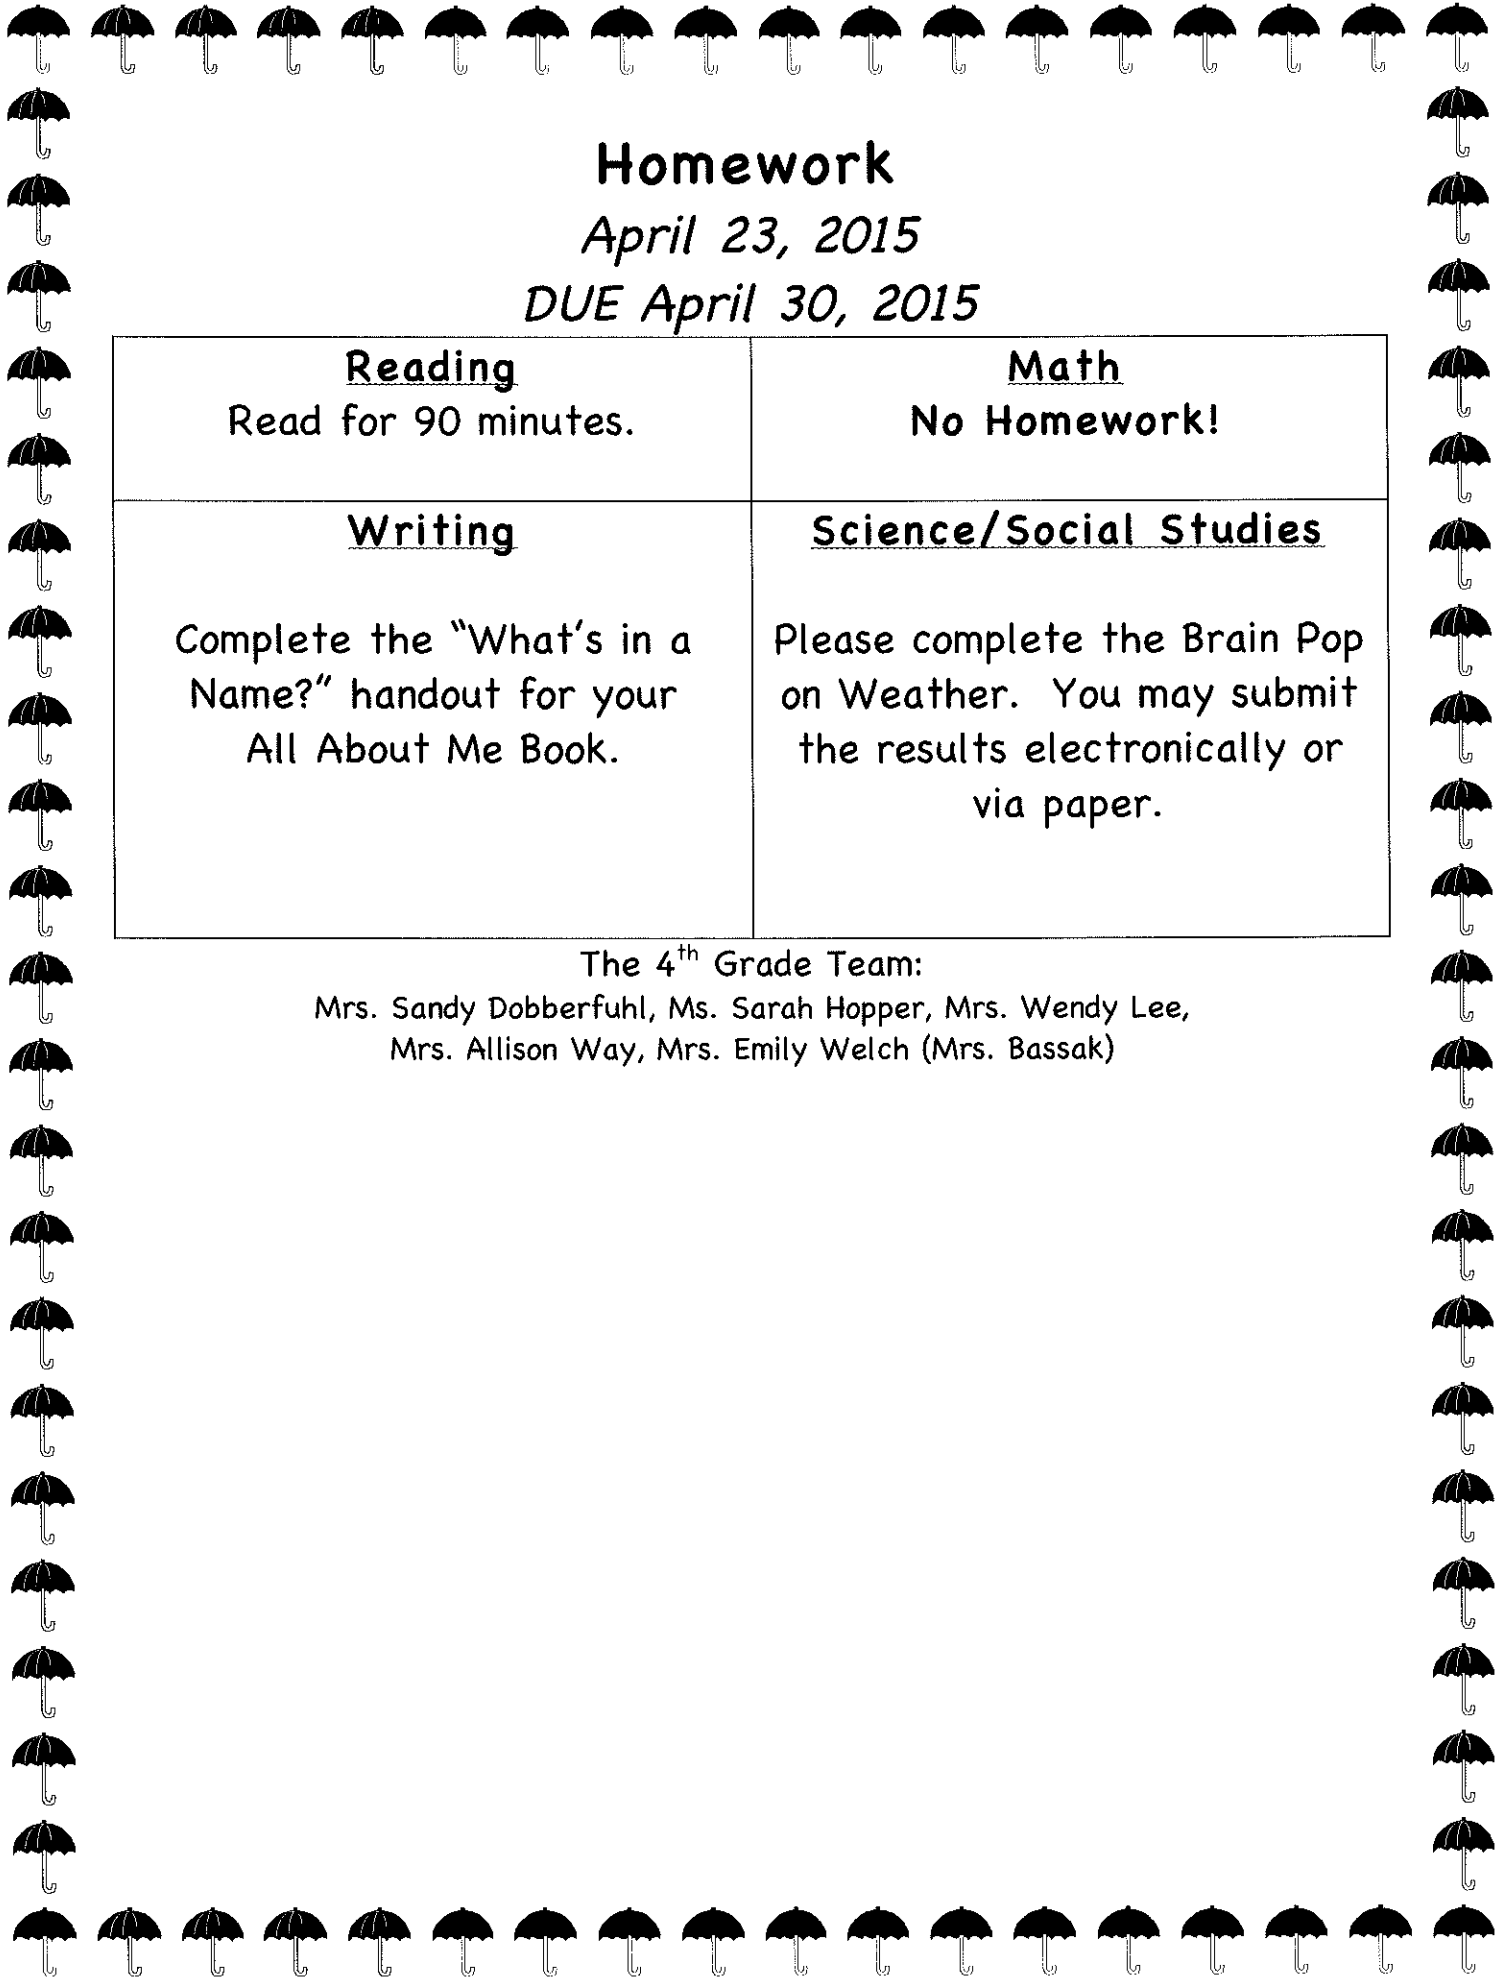 Homework
April 23, 2015
DUE April 30, 2015
Reading
Read for 90 minutes.
Math
No Homework!
Writing
Complete the “What’s in a
Name?” handout for your
All About Me Book.
Science/Social Studies
Please complete the Brain Pop
on Weather.  You may submit
the results electronically or
via paper.
The 4th Grade Team:
Mrs. Sandy Dobberfuhl, Ms. Sarah Hopper, Mrs. Wendy Lee,
Mrs. Allison Way, Mrs. Emily Welch (Mrs. Bassak)